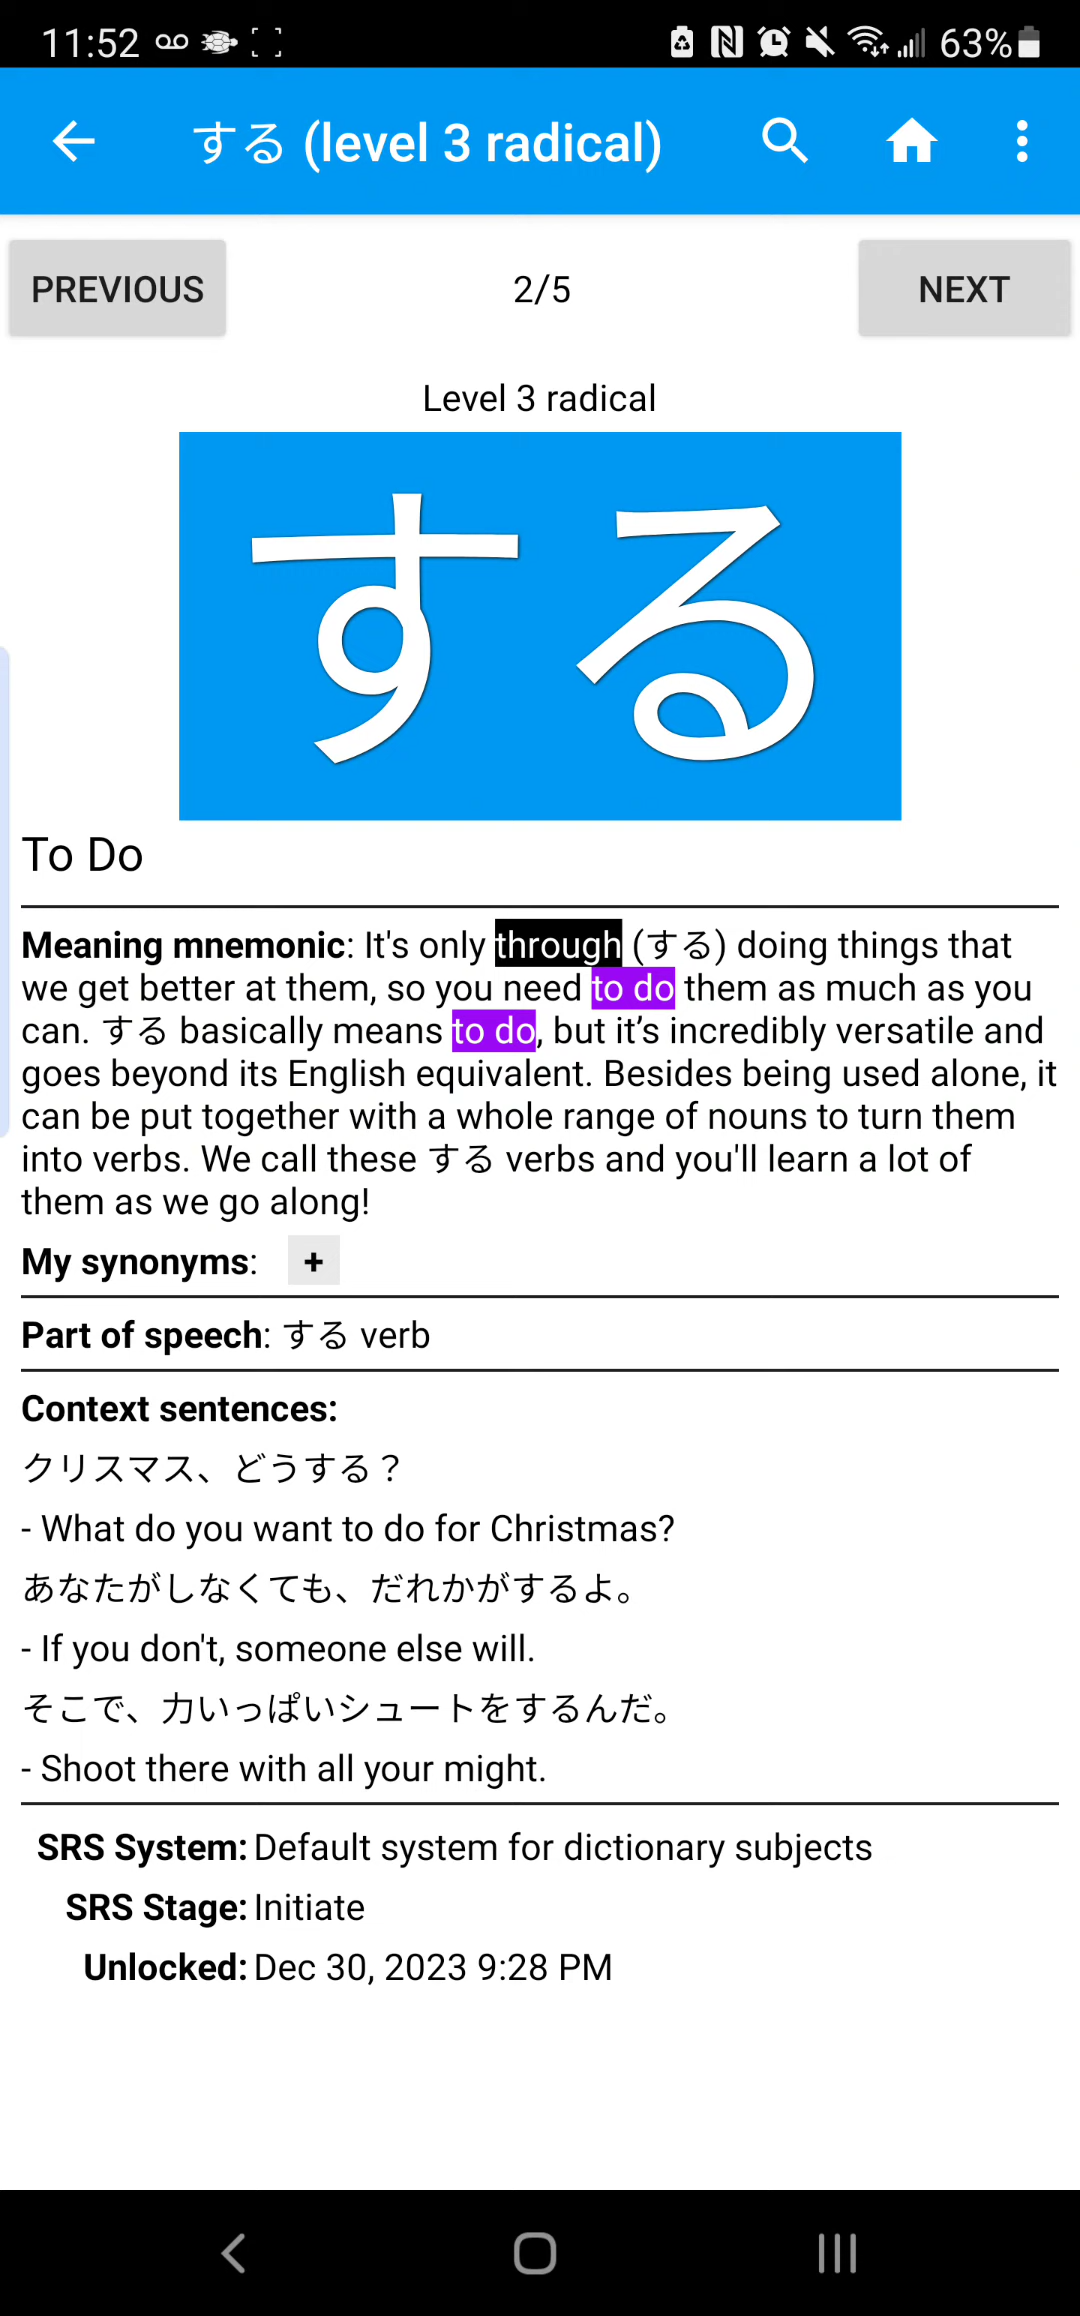 11:52 63%
する (level 3 radical)
PREVIOUS 2/5 NEXT
Level 3 radical
する
To Do
Meaning mnemonic: It's only through (する) doing things that
we get better at them, so you need to do them as much as you
can. する basically means to do, but it’s incredibly versatile and
goes beyond its English equivalent. Besides being used alone, it
can be put together with a whole range of nouns to turn them
into verbs. We call these する verbs and you'll learn a lot of
them as we go along!
My synonyms: +
Part of speech: する verb
Context sentences:
クリスマス、どうする？
- What do you want to do for Christmas?
あなたがしなくても、だれかがするよ。
- If you don't, someone else will.
そこで、力いっぱいシュートをするんだ。
- Shoot there with all your might.
SRS System: Default system for dictionary subjects
SRS Stage: Initiate
Unlocked: Dec 30, 2023 9:28 PM